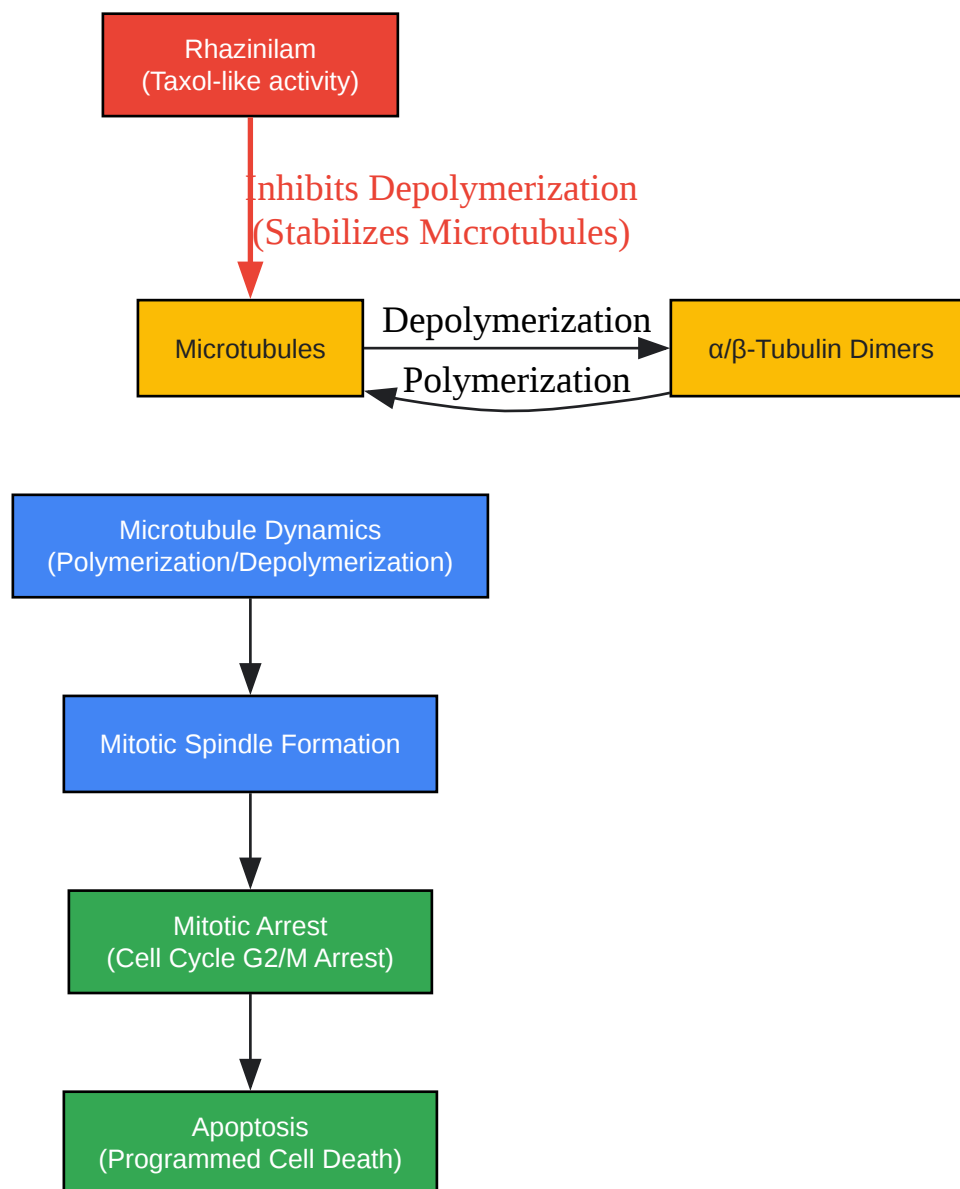 Rhazinilam
(Taxol-like activity)
Inhibits Depolymerization
(Stabilizes Microtubules)
Microtubules
Depolymerization
Polymerization
α/β-Tubulin Dimers
Microtubule Dynamics
(Polymerization/Depolymerization)
Mitotic Spindle Formation
Mitotic Arrest
(Cell Cycle G2/M Arrest)
Apoptosis
(Programmed Cell Death)